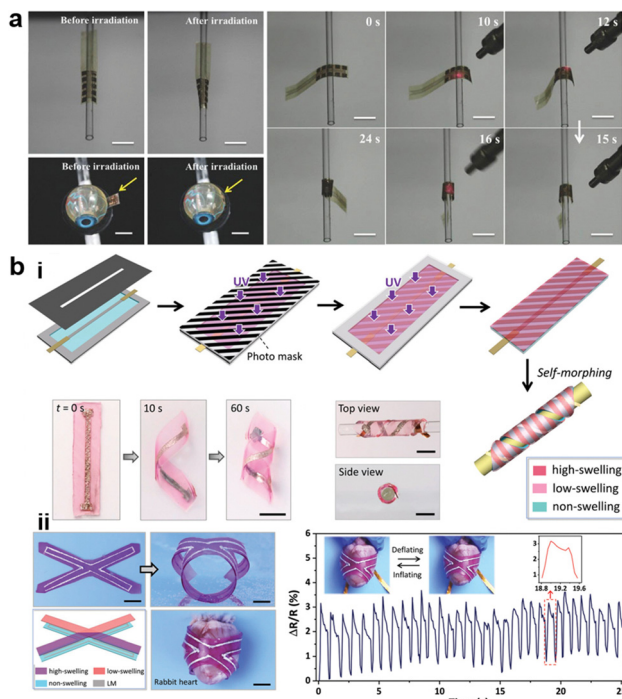 a
Before irradiation
After irradiation
0 s
10 s
12 s
Before irradiation
After irradiation
24 s
16 s
15 s
b i
UV
UV
Photo mask
Self-morphing
t = 0 s
10 s
60 s
Top view
Side view
high-swelling
low-swelling
non-swelling
ii
high-swelling
low-swelling
non-swelling
LM
Rabbit heart
ΔR/R (%)
6
5
4
3
2
1
0
Deflating
Inflating
3
2
1
18.8 19.2 19.6
0 5 10 15 20